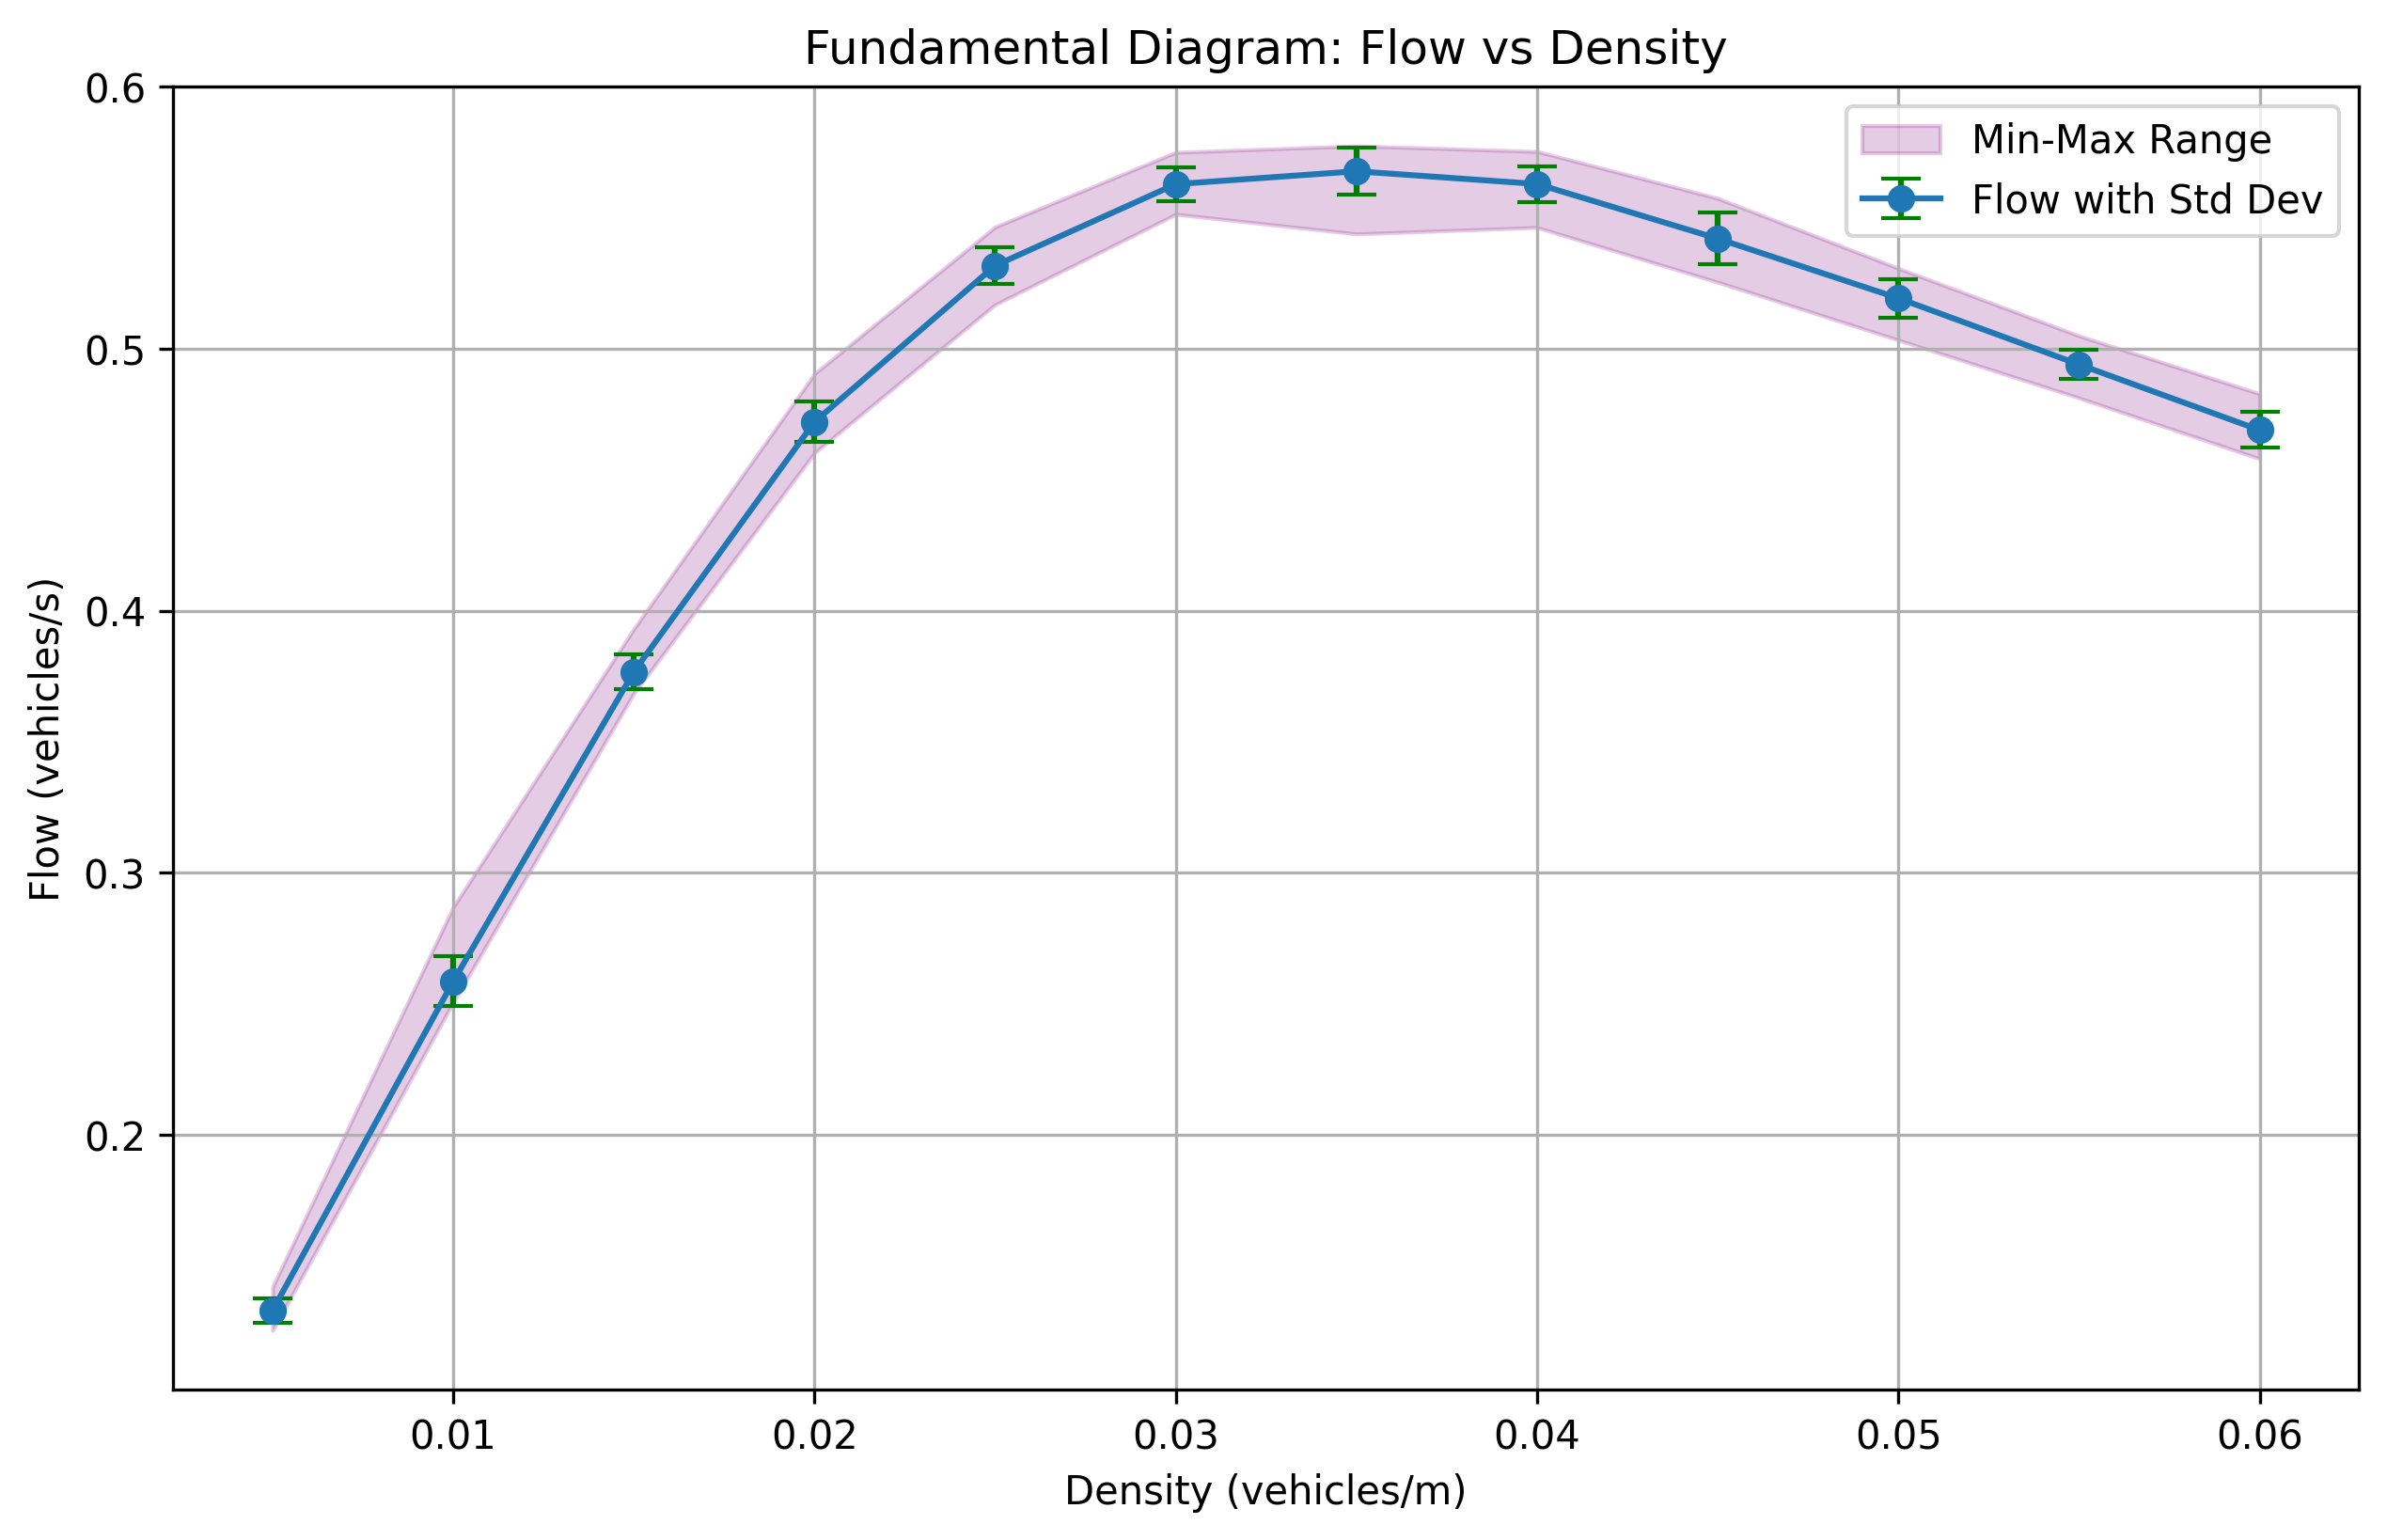 Fundamental Diagram: Flow vs Density
Min-Max Range
Flow with Std Dev
Flow (vehicles/s)
0.6
0.5
0.4
0.3
0.2
0.01 0.02 0.03 0.04 0.05 0.06
Density (vehicles/m)